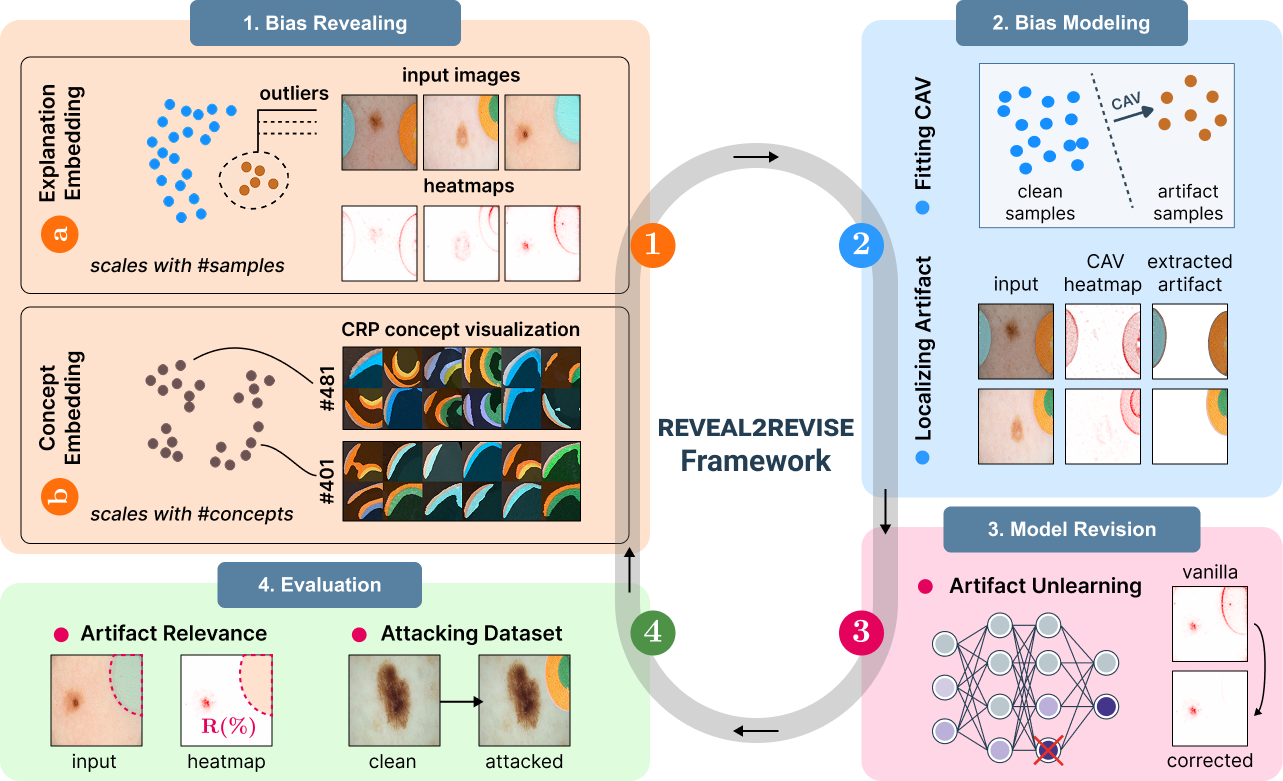 1. Bias Revealing
Explanation
Embedding
a
outliers
input images
heatmaps
scales with #samples
Concept
Embedding
b
CRP concept visualization
#481
#401
scales with #concepts
1
2. Bias Modeling
Fitting CAV
CAV
clean
samples
artifact
samples
2
Localizing Artifact
input
CAV
heatmap
extracted
artifact
REVEAL2REVISE
Framework
3. Model Revision
3
Artifact Unlearning
vanilla
corrected
4. Evaluation
4
Artifact Relevance
R(%)
input
heatmap
Attacking Dataset
clean
attacked